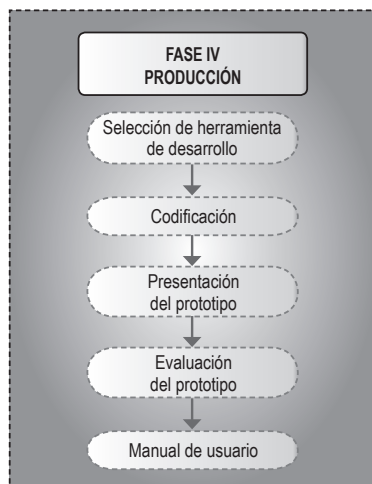 FASE IV
PRODUCCIÓN
Selección de herramienta
de desarrollo
Codificación
Presentación
del prototipo
Evaluación
del prototipo
Manual de usuario